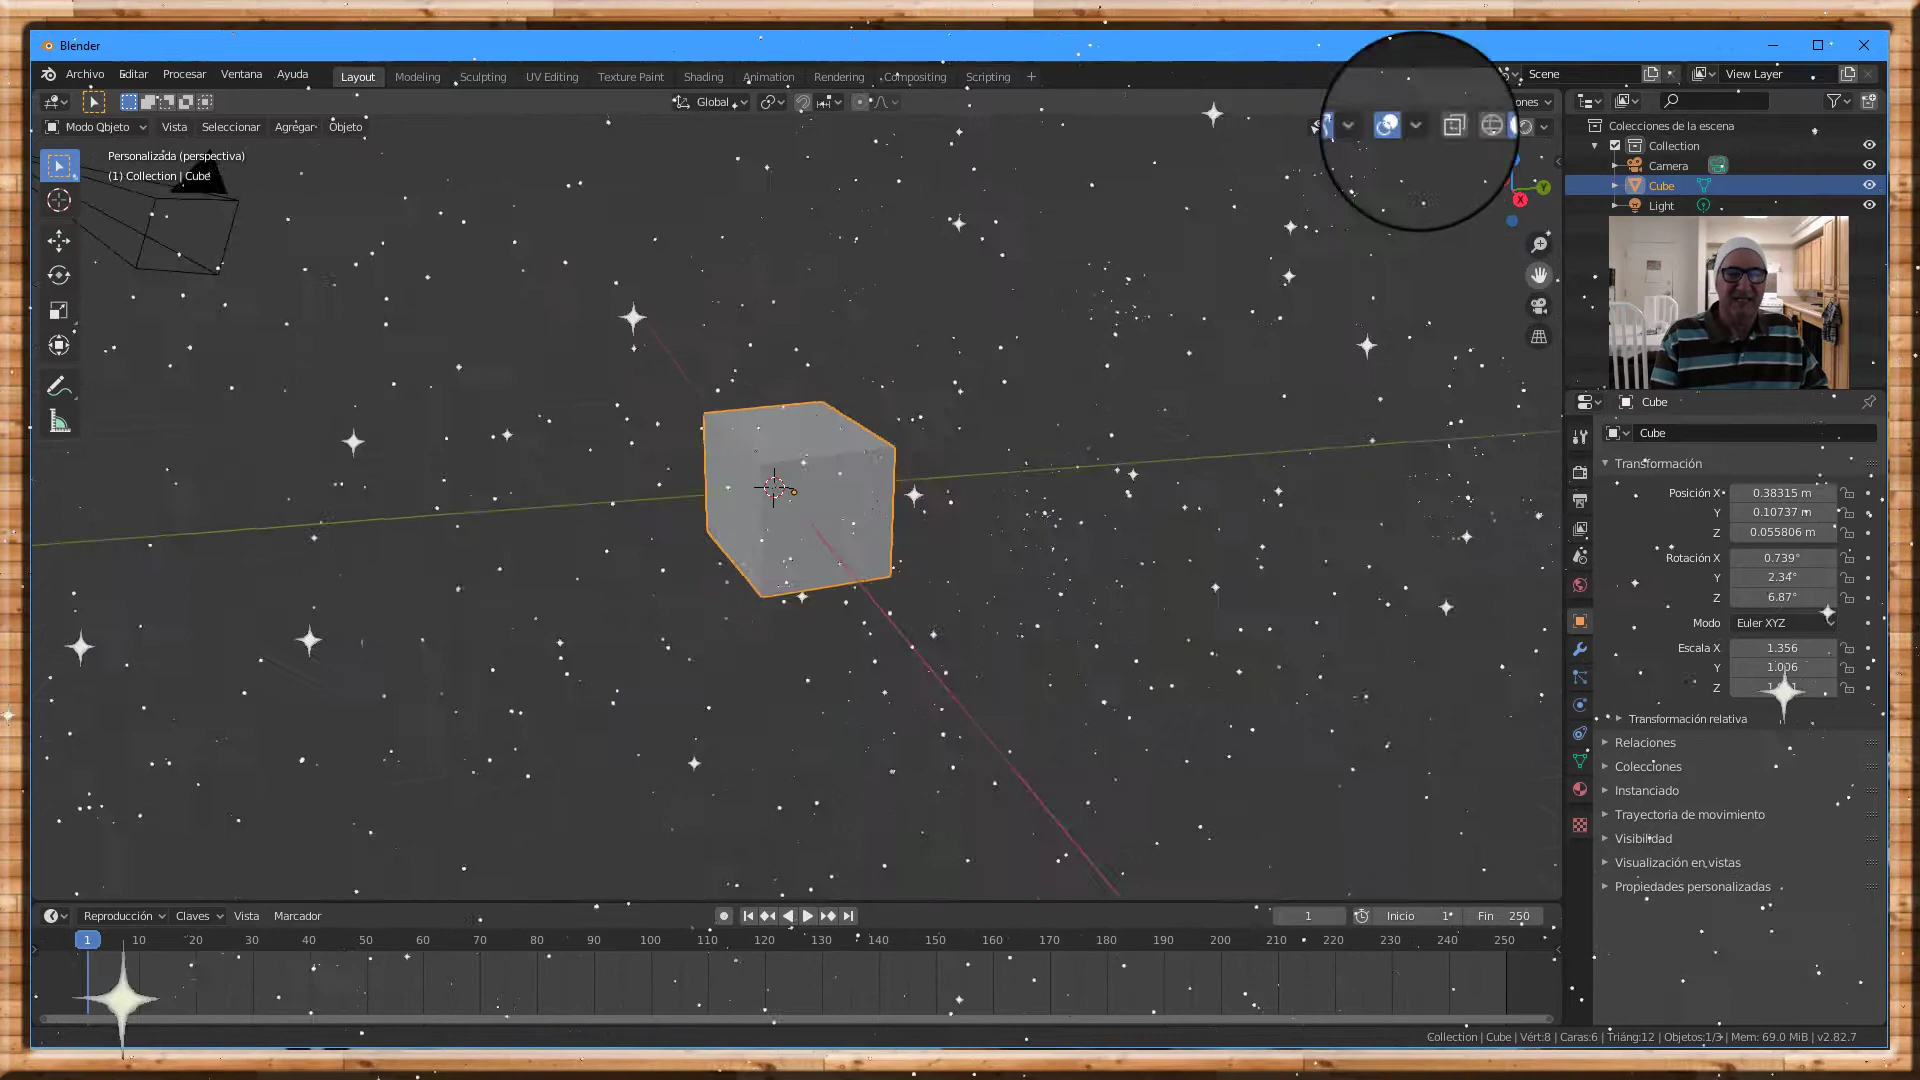 Blender
Archivo Editar Procesar Ventana Ayuda Layout Modeling Sculpting UV Editing Texture Paint Shading Animation Rendering Compositing Scripting + Scene View Layer
Global
Modo Objeto Vista Seleccionar Agregar Objeto
Personalizada (perspectiva)
(1) Collection | Cube
Y
X
Colecciones de la escena
Collection
Camera
Cube
Light
Cube
Cube
Transformación
Posición X 0.38315 m
Y 0.10737 m
Z 0.055806 m
Rotación X 0.739°
Y 2.34°
Z 6.87°
Modo Euler XYZ
Escala X 1.356
Y 1.006
Z
Transformación relativa
Relaciones
Colecciones
Instanciado
Trayectoria de movimiento
Visibilidad
Visualización en vistas
Propiedades personalizadas
Reproducción Claves Vista Marcador 1 Inicio 1 Fin 250
1 10 20 30 40 50 60 70 80 90 100 110 120 130 140 150 160 170 180 190 200 210 220 230 240 250
Collection | Cube | Vért:8 | Caras:6 | Triáng:12 | Objetos:1/3 | Mem: 69.0 MiB | v2.82.7